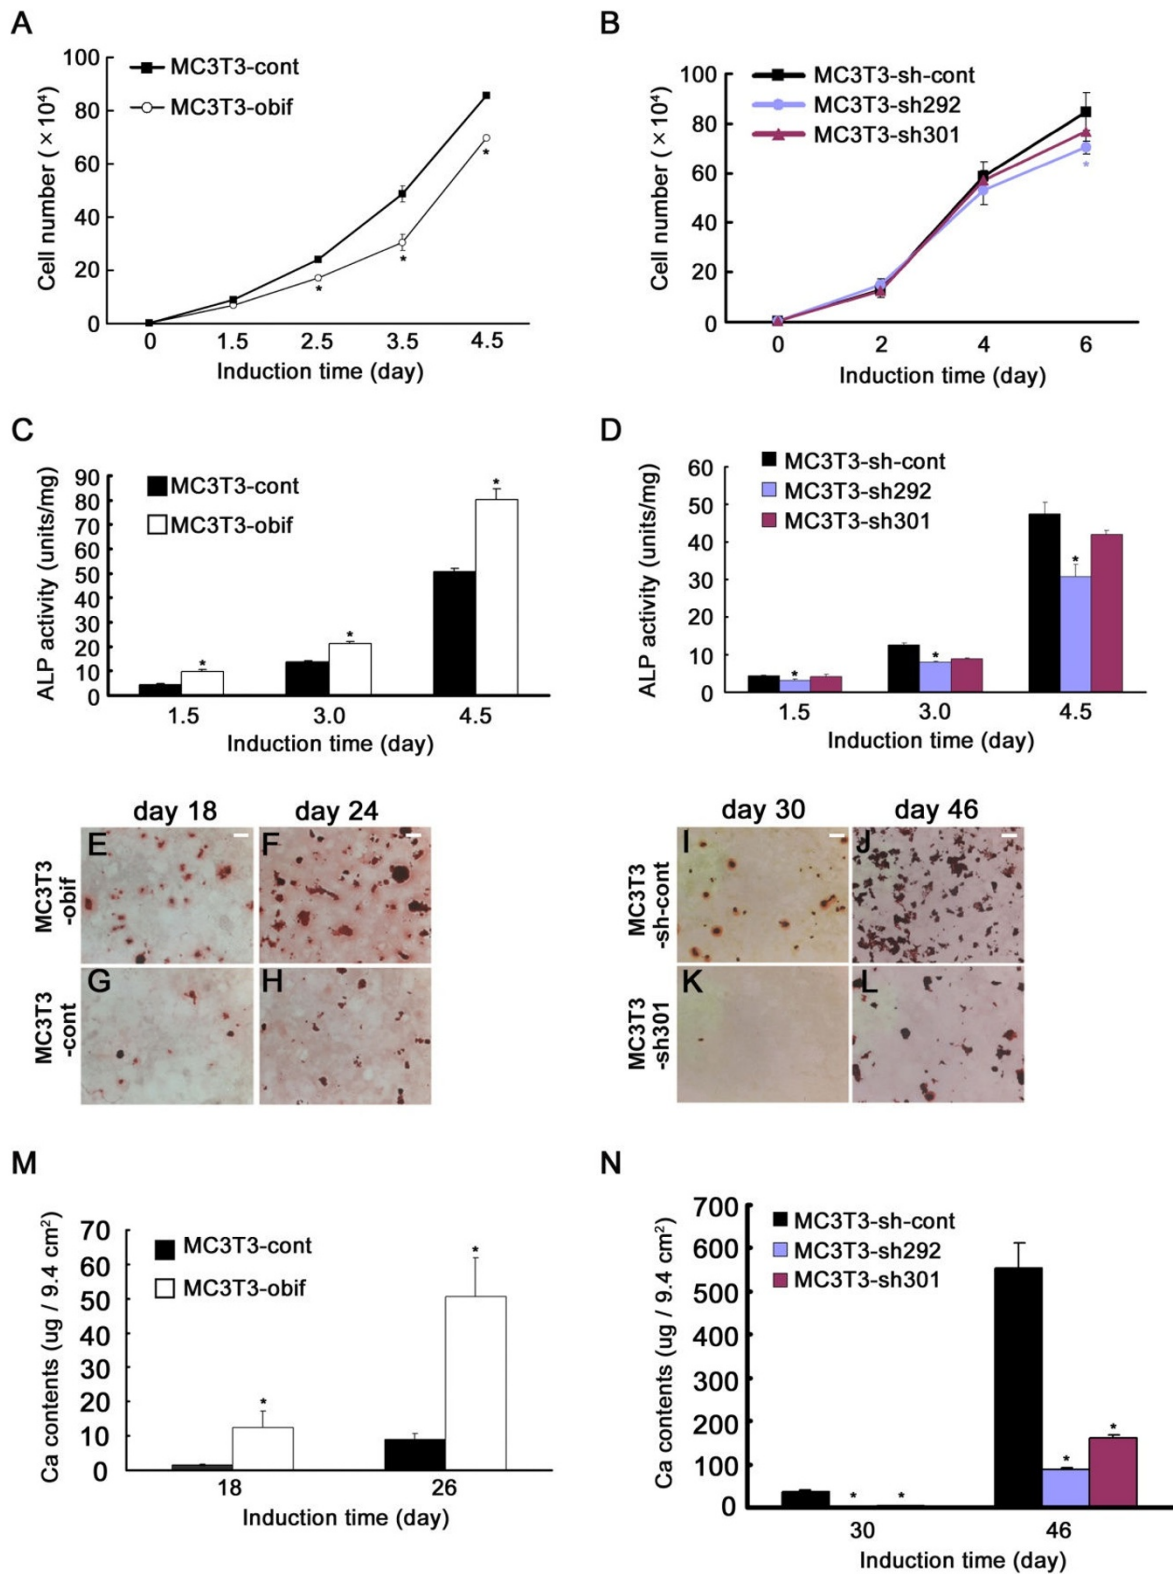 A
100
80
60
40
20
0
Cell number ( × 10⁴)
MC3T3-cont
MC3T3-obif
*
*
*
0 1.5 2.5 3.5 4.5
Induction time (day)
B
100
80
60
40
20
0
Cell number ( × 10⁴)
MC3T3-sh-cont
MC3T3-sh292
MC3T3-sh301
*
0 2 4 6
Induction time (day)
C
90
80
70
60
50
40
30
20
10
0
ALP activity (units/mg)
MC3T3-cont
MC3T3-obif
* * *
1.5 3.0 4.5
Induction time (day)
D
60
50
40
30
20
10
0
ALP activity (units/mg)
MC3T3-sh-cont
MC3T3-sh292
MC3T3-sh301
* * *
1.5 3.0 4.5
Induction time (day)
day 18 day 24
MC3T3
-obif
E F
MC3T3
-cont
G H
day 30 day 46
MC3T3
-sh-cont
I J
MC3T3
-sh301
K L
M
70
60
50
40
30
20
10
0
Ca contents (ug / 9.4 cm²)
MC3T3-cont
MC3T3-obif
* *
18 26
Induction time (day)
N
700
600
500
400
300
200
100
0
Ca contents (ug / 9.4 cm²)
MC3T3-sh-cont
MC3T3-sh292
MC3T3-sh301
* * * *
30 46
Induction time (day)